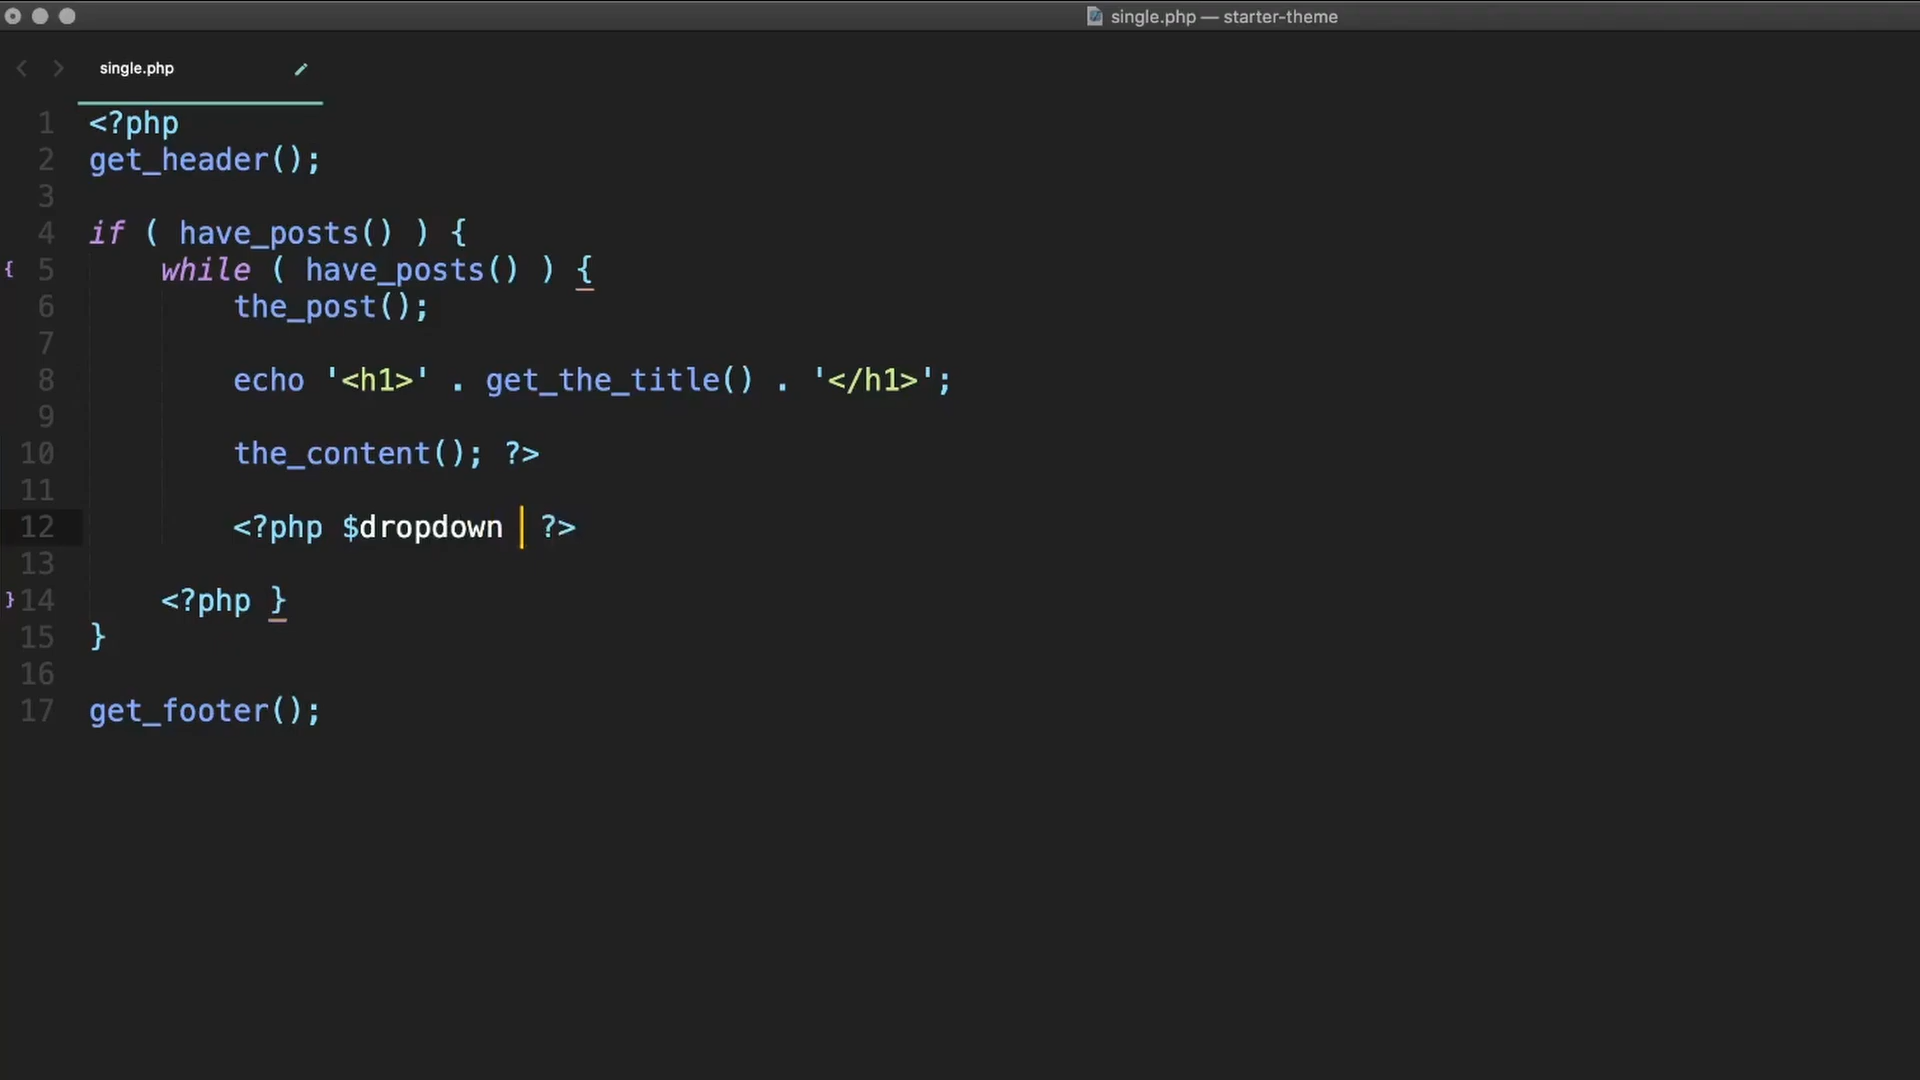 single.php — starter-theme
single.php
1 <?php
2 get_header();
3
4 if ( have_posts() ) {
{ 5 while ( have_posts() ) {
6 the_post();
7
8 echo '<h1>' . get_the_title() . '</h1>';
9
10 the_content(); ?>
11
12 <?php $dropdown ?>
13
} 14 <?php }
15 }
16
17 get_footer();